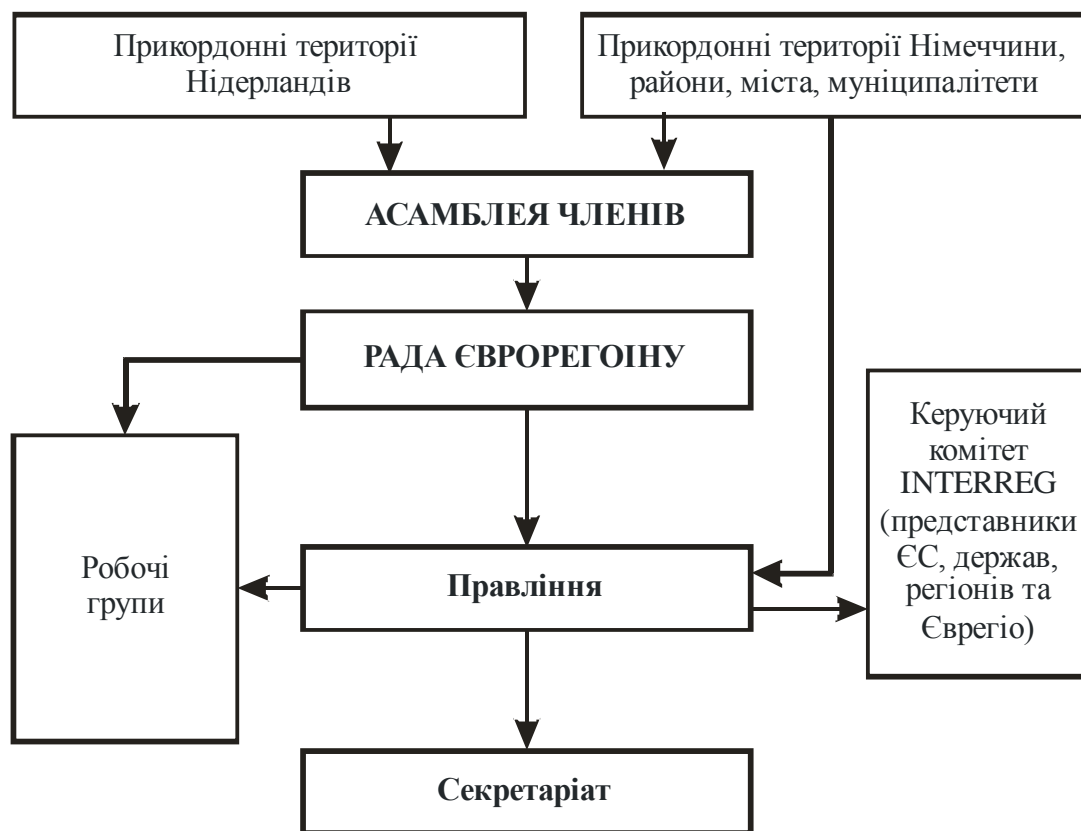 Прикордонні території
Нідерландів
Прикордонні території Німеччини,
райони, міста, муніципалітети
АСАМБЛЕЯ ЧЛЕНІВ
РАДА ЄВРОРЕГОІНУ
Керуючий
комітет
INTERREG
(представники
ЄС, держав,
регіонів та
Єврегіо)
Робочі
групи
Правління
Секретаріат